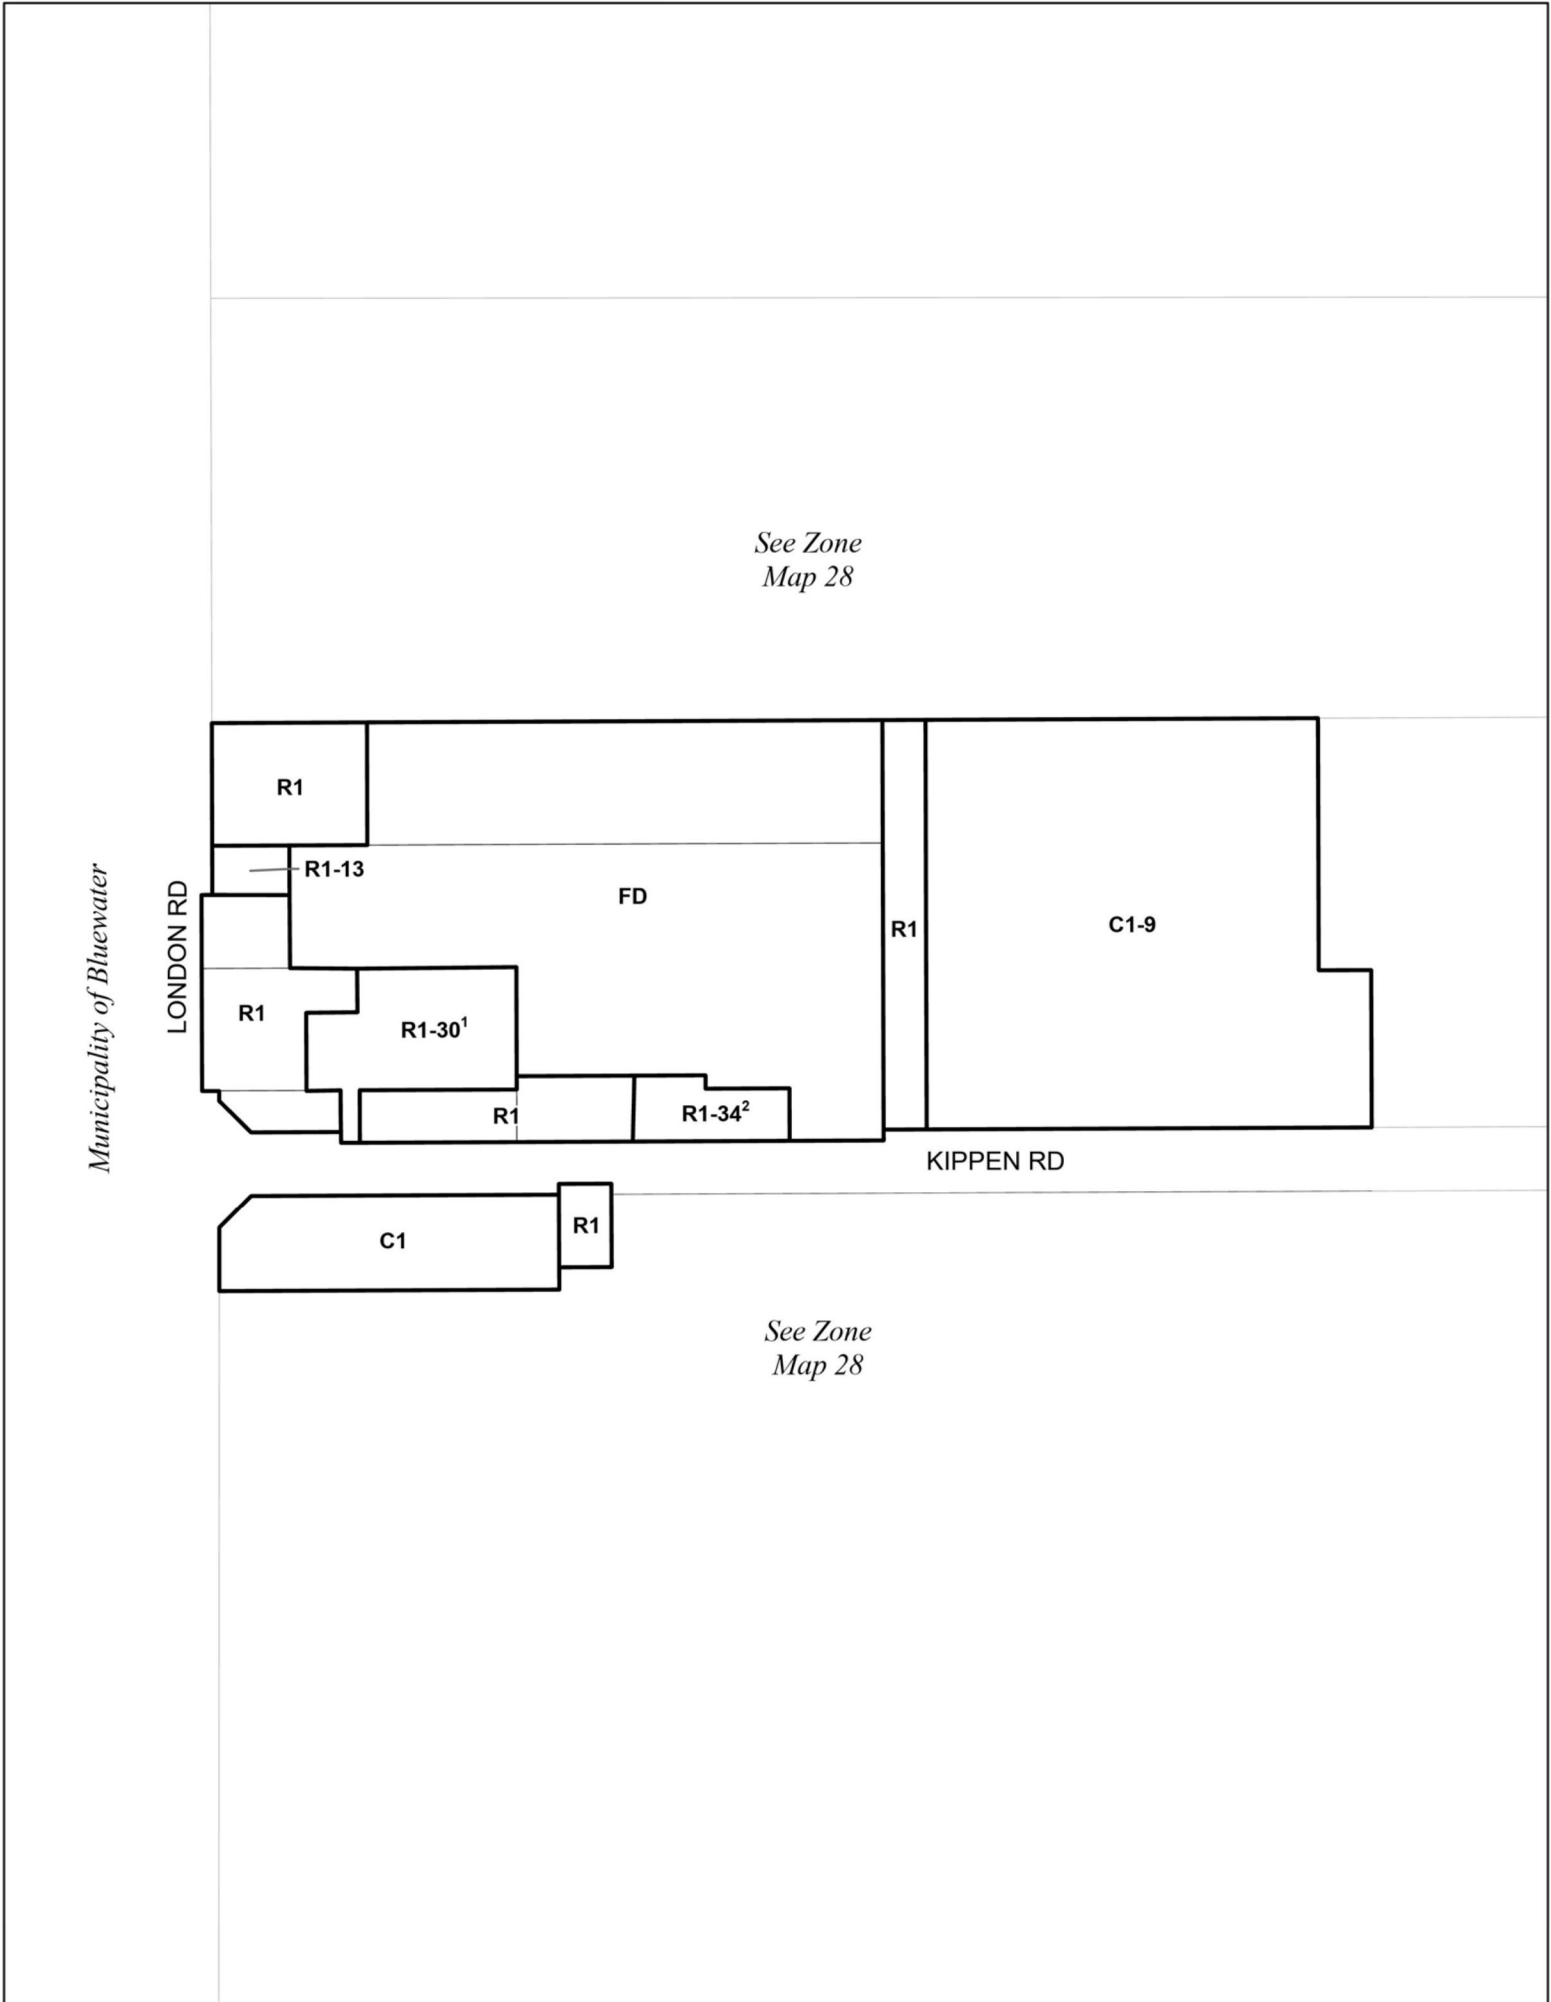 See Zone
Map 28
R1
R1-13
FD
R1
C1-9
Municipality of Bluewater
LONDON RD
R1
R1-30¹
R1
R1-34²
KIPPEN RD
R1
C1
See Zone
Map 28